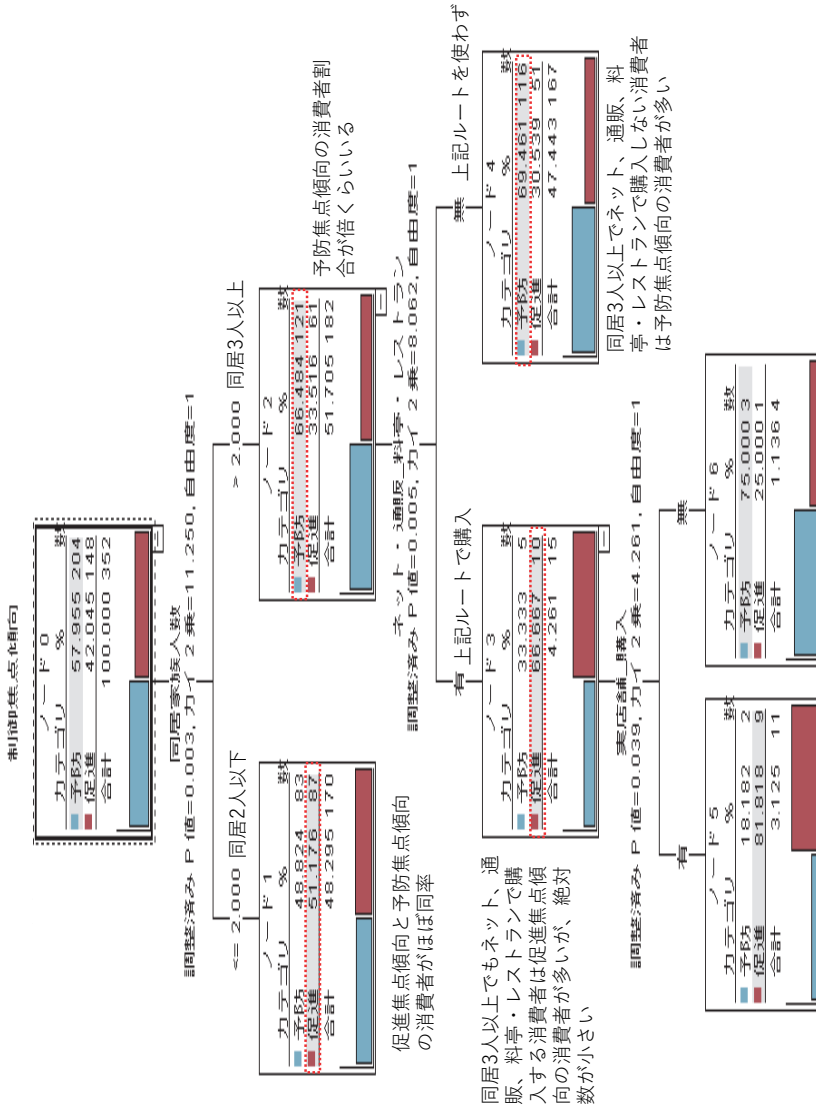 制御焦点傾向
ノード 0
カテゴリ % 数
予防 57.955 204
促進 42.045 148
合計 100.000 352
同居家族人数
調整済み P 値=0.003, カイ 2 乗=11.250, 自由度=1
<= 2.000 同居2人以下
> 2.000 同居3人以上
ノード 1
カテゴリ % 数
予防 48.824 83
促進 51.176 87
合計 48.295 170
促進焦点傾向と予防焦点傾向
の消費者がほぼ同率
ノード 2
カテゴリ % 数
予防 66.484 121
促進 33.516 61
合計 51.705 182
予防焦点傾向の消費者割
合が倍くらいいる
ネット・通販_料亭・レストラン
調整済み P 値=0.005, カイ 2 乗=8.062, 自由度=1
有 上記ルートで購入
無 上記ルートを使わず
ノード 3
カテゴリ % 数
予防 33.333 5
促進 66.667 10
合計 4.261 15
同居3人以上でもネット、通
販、料亭・レストランで購
入する消費者は促進焦点傾
向の消費者が多いが、絶対
数が小さい
ノード 4
カテゴリ % 数
予防 69.461 116
促進 30.539 51
合計 47.443 167
同居3人以上でネット、通販、料
亭・レストランで購入しない消費者
は予防焦点傾向の消費者が多い
実店舗_購入
調整済み P 値=0.039, カイ 2 乗=4.261, 自由度=1
有
無
ノード 5
カテゴリ % 数
予防 18.182 2
促進 81.818 9
合計 3.125 11
ノード 6
カテゴリ % 数
予防 75.000 3
促進 25.000 1
合計 1.136 4